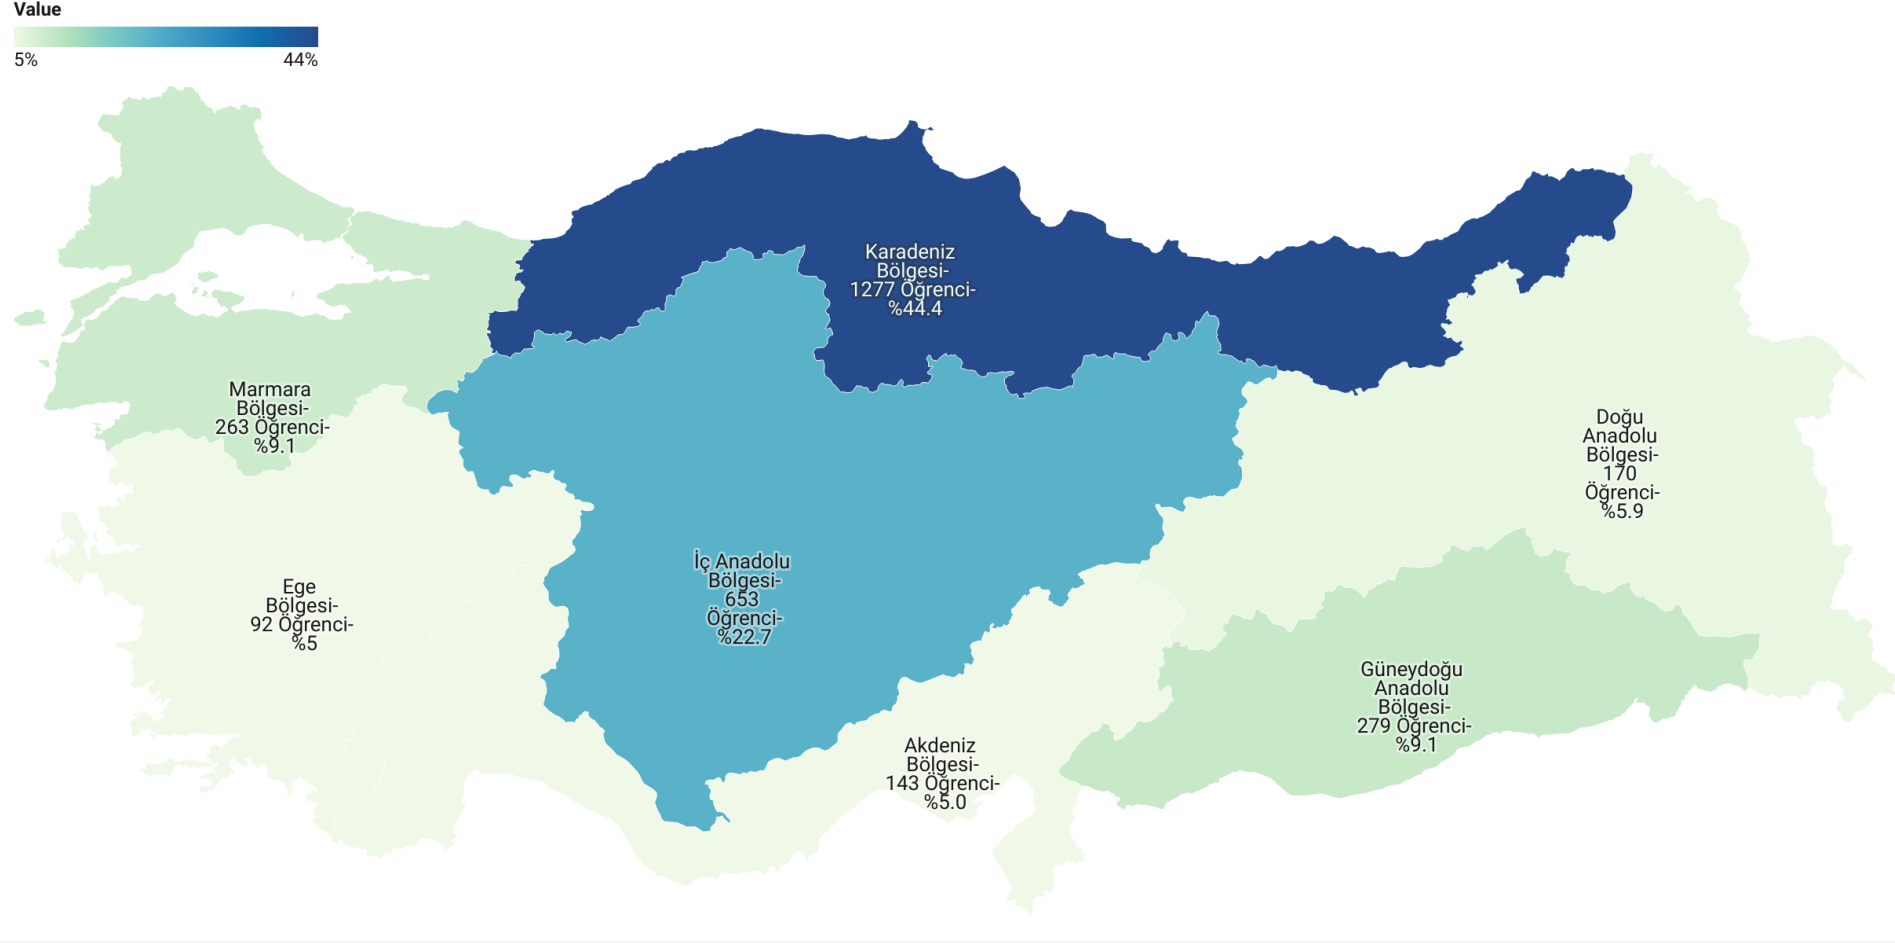 Value
5%
44%
Karadeniz
Bölgesi-
1277 Öğrenci-
%44.4
Marmara
Bölgesi-
263 Öğrenci-
%9.1
Doğu
Anadolu
Bölgesi-
170
Öğrenci-
%5.9
İç Anadolu
Bölgesi-
653
Öğrenci-
%22.7
Ege
Bölgesi-
92 Öğrenci-
%5
Güneydoğu
Anadolu
Bölgesi-
279 Öğrenci-
%9.1
Akdeniz
Bölgesi-
143 Öğrenci-
%5.0